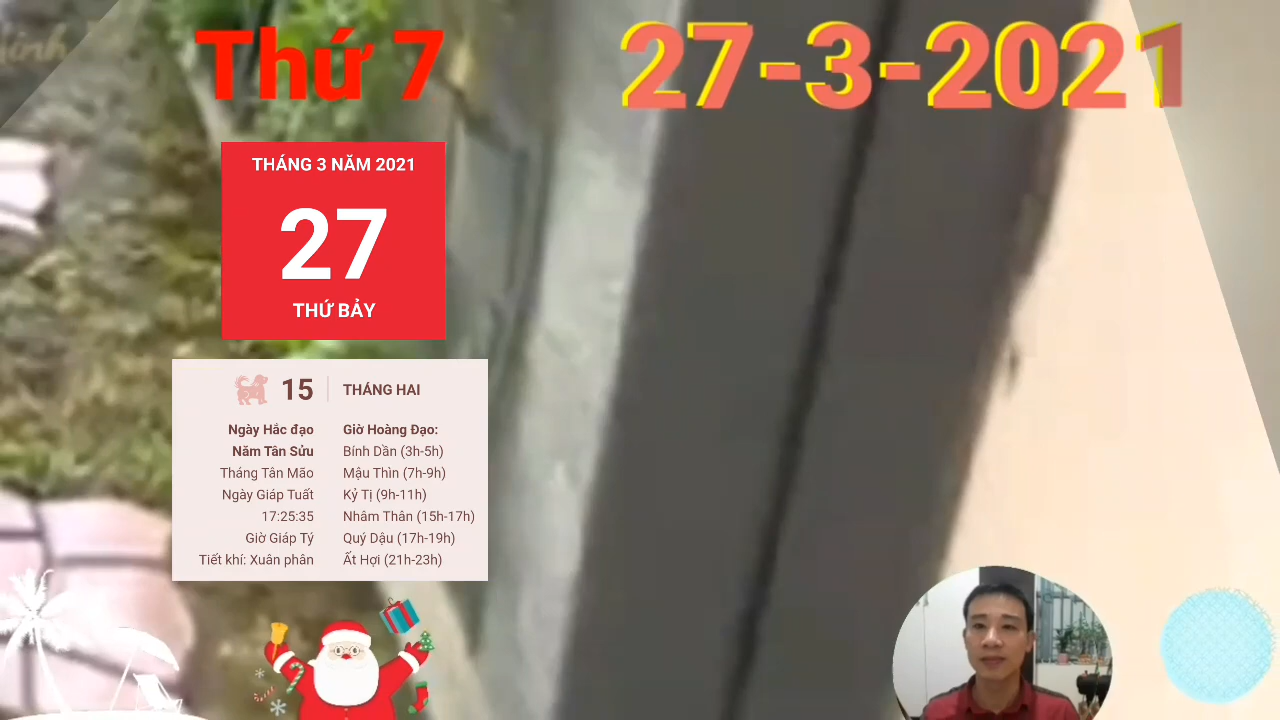 Thứ 7
27-3-2021
THÁNG 3 NĂM 2021
27
THỨ BẢY
15
THÁNG HAI
Ngày Hắc đạo
Năm Tân Sửu
Tháng Tân Mão
Ngày Giáp Tuất
17:25:35
Giờ Giáp Tý
Tiết khí: Xuân phân
Giờ Hoàng Đạo:
Bính Dần (3h-5h)
Mậu Thìn (7h-9h)
Kỷ Tị (9h-11h)
Nhâm Thân (15h-17h)
Quý Dậu (17h-19h)
Ất Hợi (21h-23h)